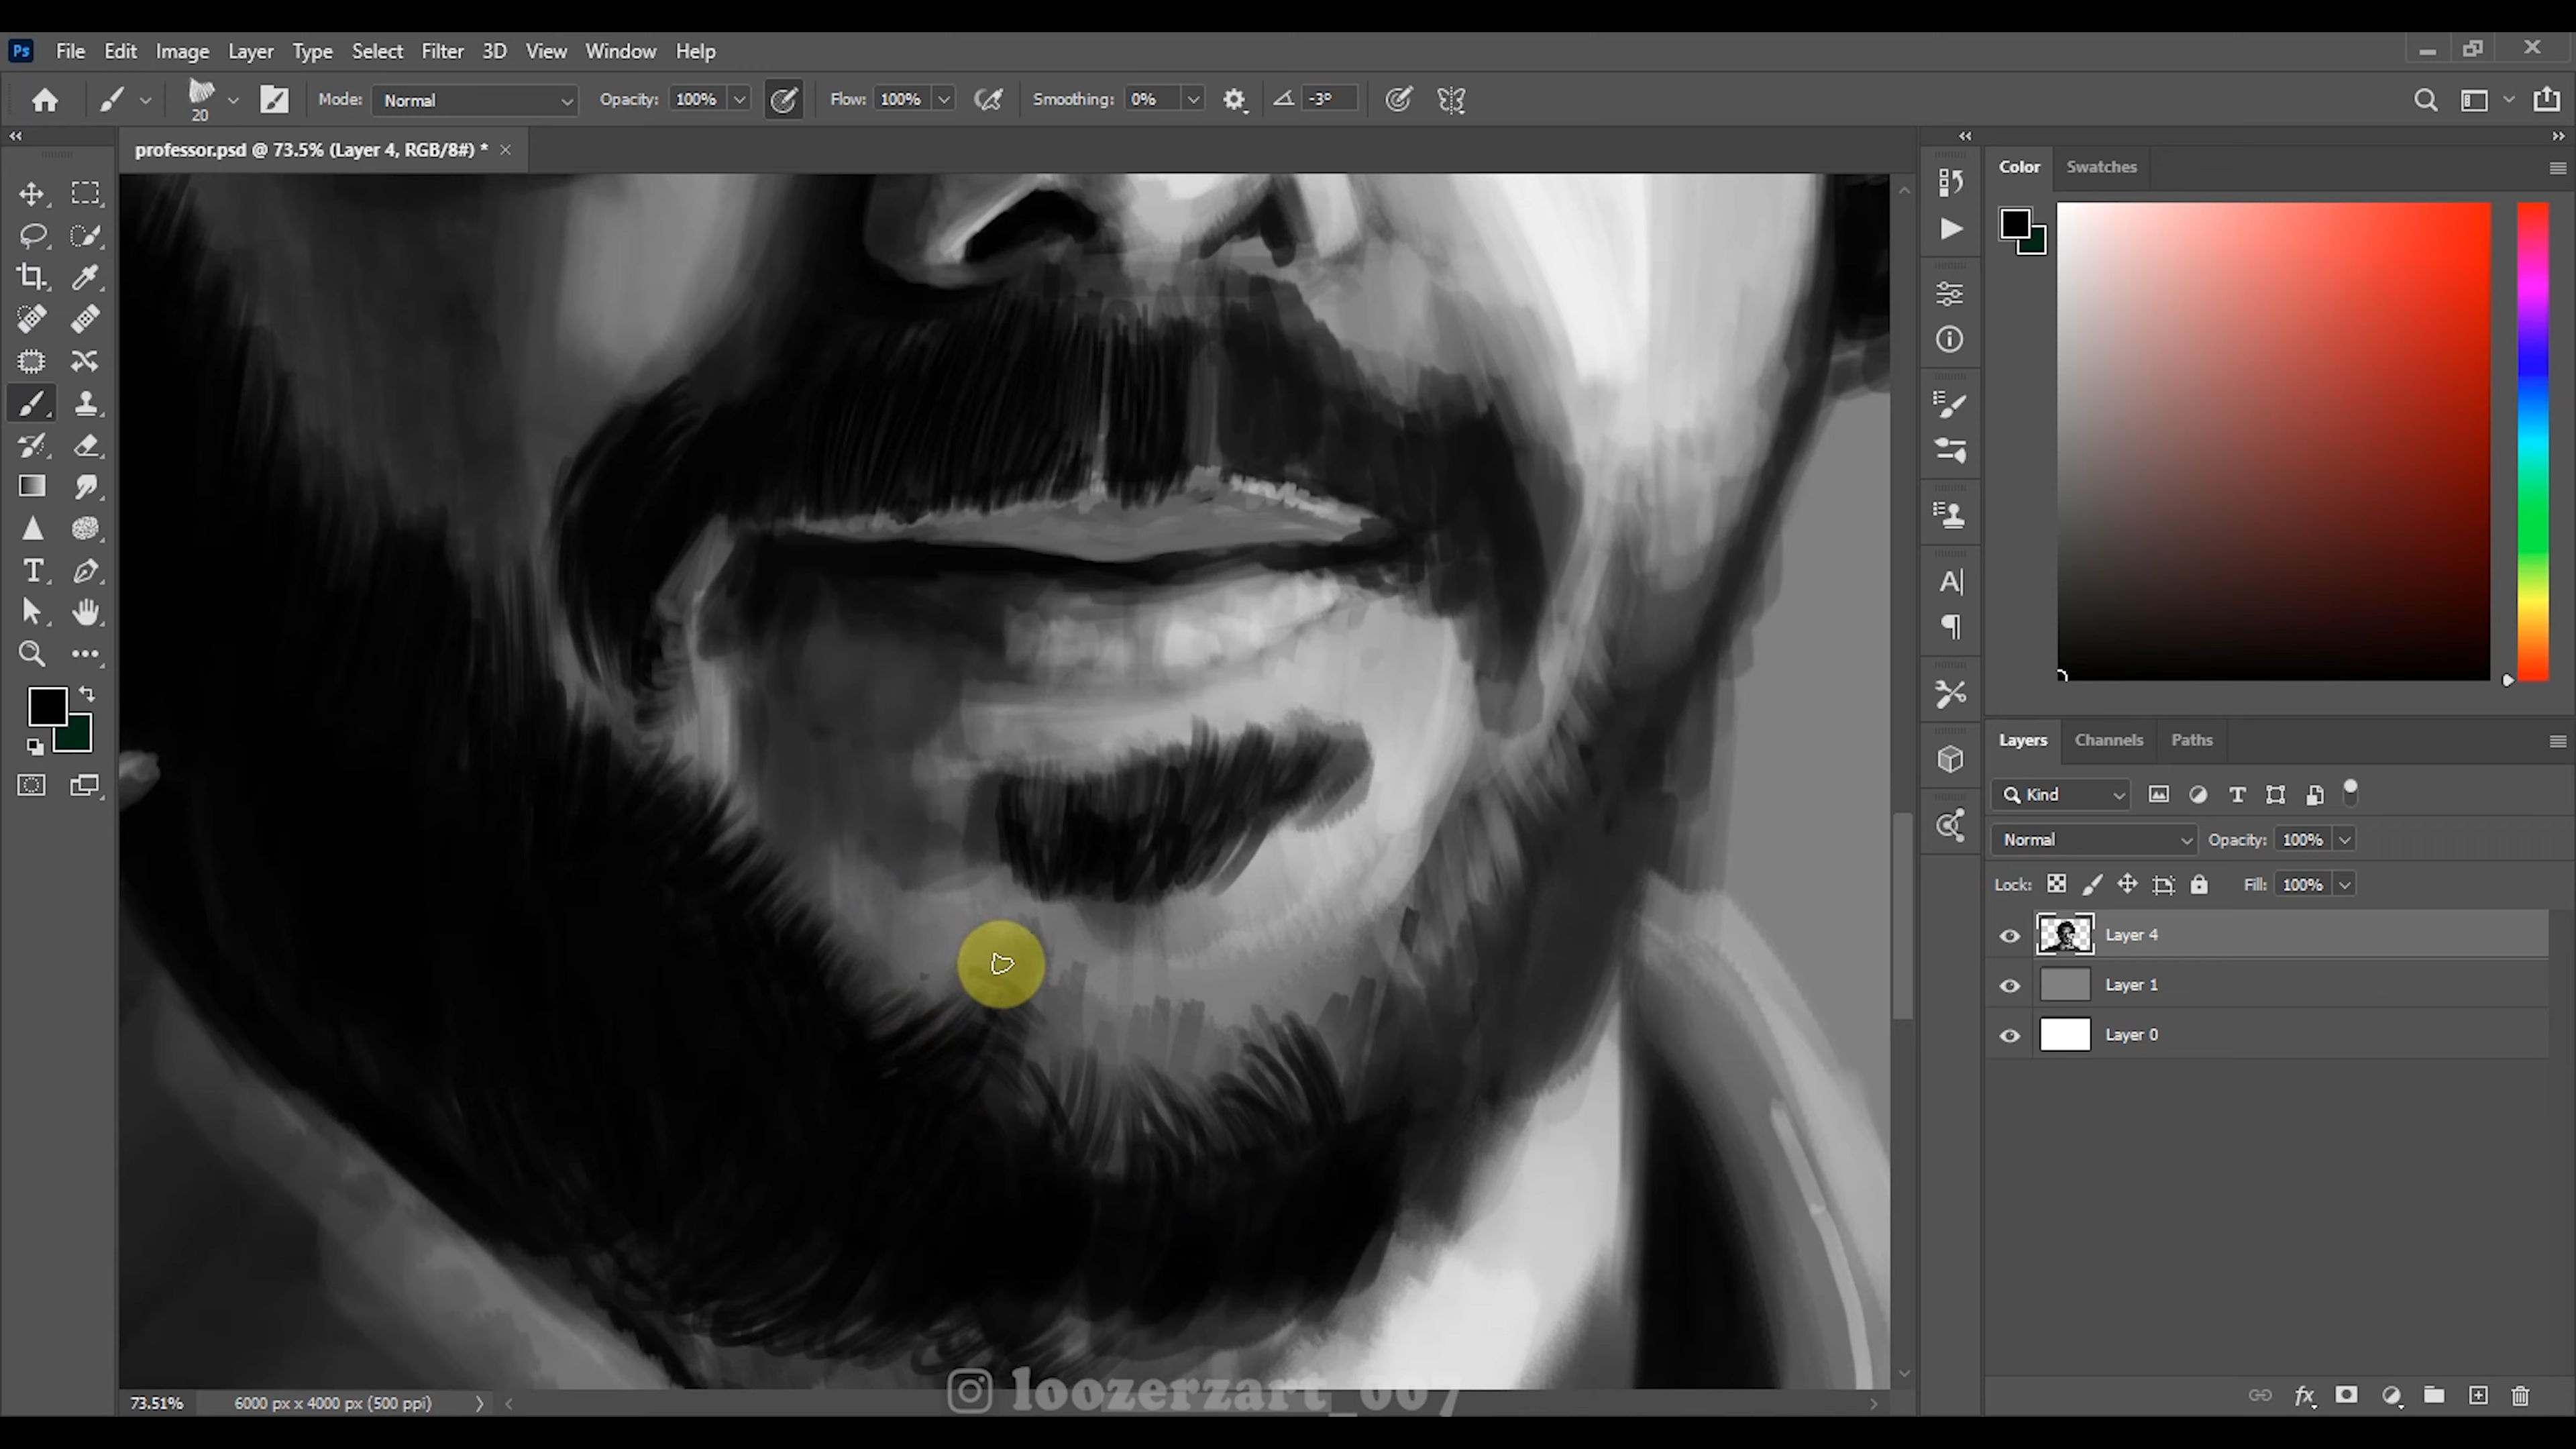 Ps File Edit Image Layer Type Select Filter 3D View Window Help
20 Mode: Normal Opacity: 100% Flow: 100% Smoothing: 0% -3°
professor.psd @ 73.5% (Layer 4, RGB/8#) *
Color Swatches
Layers Channels Paths
Kind
Normal Opacity: 100%
Lock: Fill: 100%
Layer 4
Layer 1
Layer 0
fx
loozerzart_007
73.51% 6000 px x 4000 px (500 ppi)